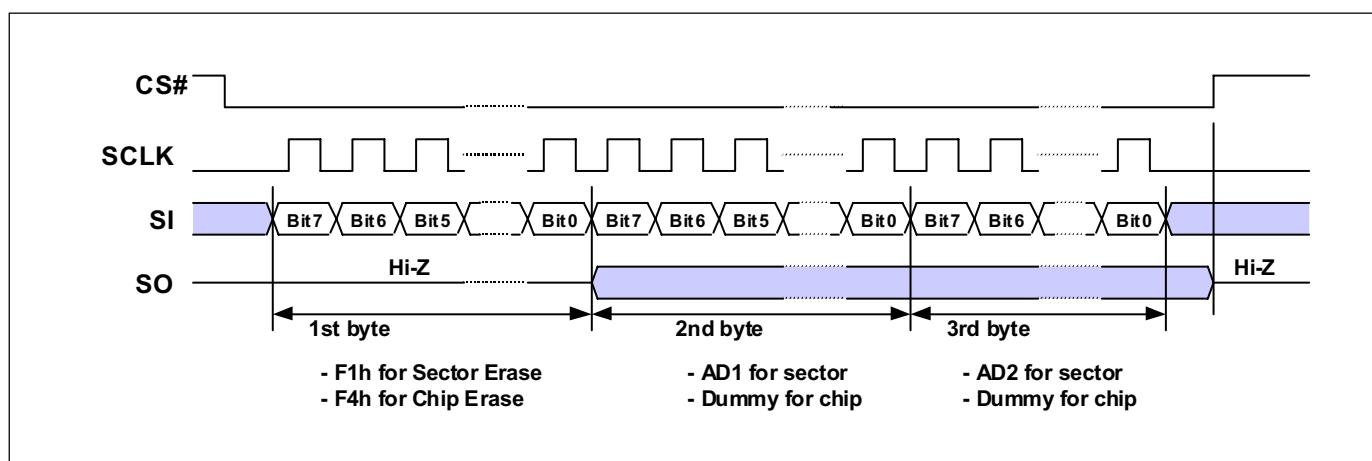 CS#
SCLK
SI Bit7 Bit6 Bit5 Bit0 Bit7 Bit6 Bit5 Bit0 Bit7 Bit6 Bit0
SO Hi-Z Hi-Z
1st byte 2nd byte 3rd byte
- F1h for Sector Erase - AD1 for sector - AD2 for sector
- F4h for Chip Erase - Dummy for chip - Dummy for chip